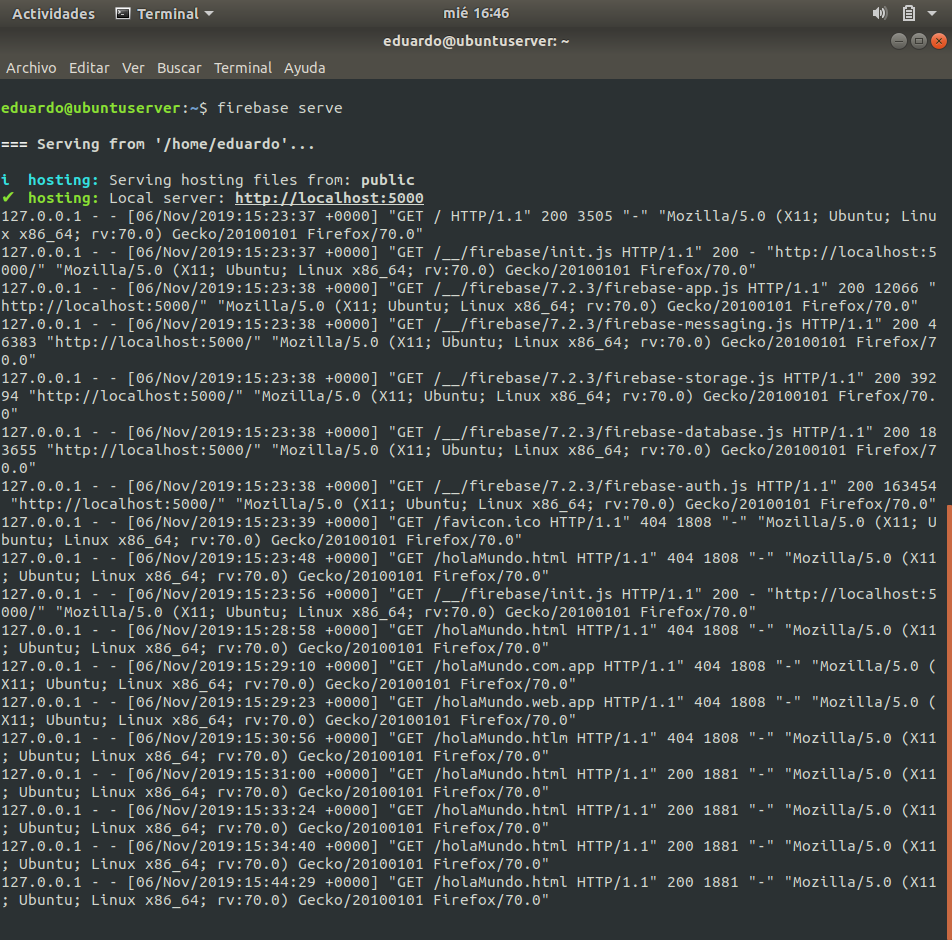 Actividades Terminal mié 16:46
eduardo@ubuntuserver: ~
Archivo Editar Ver Buscar Terminal Ayuda
eduardo@ubuntuserver:~$ firebase serve
=== Serving from '/home/eduardo'...
i  hosting: Serving hosting files from: public
✔  hosting: Local server: http://localhost:5000
127.0.0.1 - - [06/Nov/2019:15:23:37 +0000] "GET / HTTP/1.1" 200 3505 "-" "Mozilla/5.0 (X11; Ubuntu; Linu
x x86_64; rv:70.0) Gecko/20100101 Firefox/70.0"
127.0.0.1 - - [06/Nov/2019:15:23:37 +0000] "GET /__/firebase/init.js HTTP/1.1" 200 - "http://localhost:5
000/" "Mozilla/5.0 (X11; Ubuntu; Linux x86_64; rv:70.0) Gecko/20100101 Firefox/70.0"
127.0.0.1 - - [06/Nov/2019:15:23:38 +0000] "GET /__/firebase/7.2.3/firebase-app.js HTTP/1.1" 200 12066 "
http://localhost:5000/" "Mozilla/5.0 (X11; Ubuntu; Linux x86_64; rv:70.0) Gecko/20100101 Firefox/70.0"
127.0.0.1 - - [06/Nov/2019:15:23:38 +0000] "GET /__/firebase/7.2.3/firebase-messaging.js HTTP/1.1" 200 4
6383 "http://localhost:5000/" "Mozilla/5.0 (X11; Ubuntu; Linux x86_64; rv:70.0) Gecko/20100101 Firefox/7
0.0"
127.0.0.1 - - [06/Nov/2019:15:23:38 +0000] "GET /__/firebase/7.2.3/firebase-storage.js HTTP/1.1" 200 392
94 "http://localhost:5000/" "Mozilla/5.0 (X11; Ubuntu; Linux x86_64; rv:70.0) Gecko/20100101 Firefox/70.
0"
127.0.0.1 - - [06/Nov/2019:15:23:38 +0000] "GET /__/firebase/7.2.3/firebase-database.js HTTP/1.1" 200 18
3655 "http://localhost:5000/" "Mozilla/5.0 (X11; Ubuntu; Linux x86_64; rv:70.0) Gecko/20100101 Firefox/7
0.0"
127.0.0.1 - - [06/Nov/2019:15:23:38 +0000] "GET /__/firebase/7.2.3/firebase-auth.js HTTP/1.1" 200 163454
 "http://localhost:5000/" "Mozilla/5.0 (X11; Ubuntu; Linux x86_64; rv:70.0) Gecko/20100101 Firefox/70.0"
127.0.0.1 - - [06/Nov/2019:15:23:39 +0000] "GET /favicon.ico HTTP/1.1" 404 1808 "-" "Mozilla/5.0 (X11; U
buntu; Linux x86_64; rv:70.0) Gecko/20100101 Firefox/70.0"
127.0.0.1 - - [06/Nov/2019:15:23:48 +0000] "GET /holaMundo.html HTTP/1.1" 404 1808 "-" "Mozilla/5.0 (X11
; Ubuntu; Linux x86_64; rv:70.0) Gecko/20100101 Firefox/70.0"
127.0.0.1 - - [06/Nov/2019:15:23:56 +0000] "GET /__/firebase/init.js HTTP/1.1" 200 - "http://localhost:5
000/" "Mozilla/5.0 (X11; Ubuntu; Linux x86_64; rv:70.0) Gecko/20100101 Firefox/70.0"
127.0.0.1 - - [06/Nov/2019:15:28:58 +0000] "GET /holaMundo.html HTTP/1.1" 404 1808 "-" "Mozilla/5.0 (X11
; Ubuntu; Linux x86_64; rv:70.0) Gecko/20100101 Firefox/70.0"
127.0.0.1 - - [06/Nov/2019:15:29:10 +0000] "GET /holaMundo.com.app HTTP/1.1" 404 1808 "-" "Mozilla/5.0 (
X11; Ubuntu; Linux x86_64; rv:70.0) Gecko/20100101 Firefox/70.0"
127.0.0.1 - - [06/Nov/2019:15:29:23 +0000] "GET /holaMundo.web.app HTTP/1.1" 404 1808 "-" "Mozilla/5.0 (
X11; Ubuntu; Linux x86_64; rv:70.0) Gecko/20100101 Firefox/70.0"
127.0.0.1 - - [06/Nov/2019:15:30:56 +0000] "GET /holaMundo.htlm HTTP/1.1" 404 1808 "-" "Mozilla/5.0 (X11
; Ubuntu; Linux x86_64; rv:70.0) Gecko/20100101 Firefox/70.0"
127.0.0.1 - - [06/Nov/2019:15:31:00 +0000] "GET /holaMundo.html HTTP/1.1" 200 1881 "-" "Mozilla/5.0 (X11
; Ubuntu; Linux x86_64; rv:70.0) Gecko/20100101 Firefox/70.0"
127.0.0.1 - - [06/Nov/2019:15:33:24 +0000] "GET /holaMundo.html HTTP/1.1" 200 1881 "-" "Mozilla/5.0 (X11
; Ubuntu; Linux x86_64; rv:70.0) Gecko/20100101 Firefox/70.0"
127.0.0.1 - - [06/Nov/2019:15:34:40 +0000] "GET /holaMundo.html HTTP/1.1" 200 1881 "-" "Mozilla/5.0 (X11
; Ubuntu; Linux x86_64; rv:70.0) Gecko/20100101 Firefox/70.0"
127.0.0.1 - - [06/Nov/2019:15:44:29 +0000] "GET /holaMundo.html HTTP/1.1" 200 1881 "-" "Mozilla/5.0 (X11
; Ubuntu; Linux x86_64; rv:70.0) Gecko/20100101 Firefox/70.0"